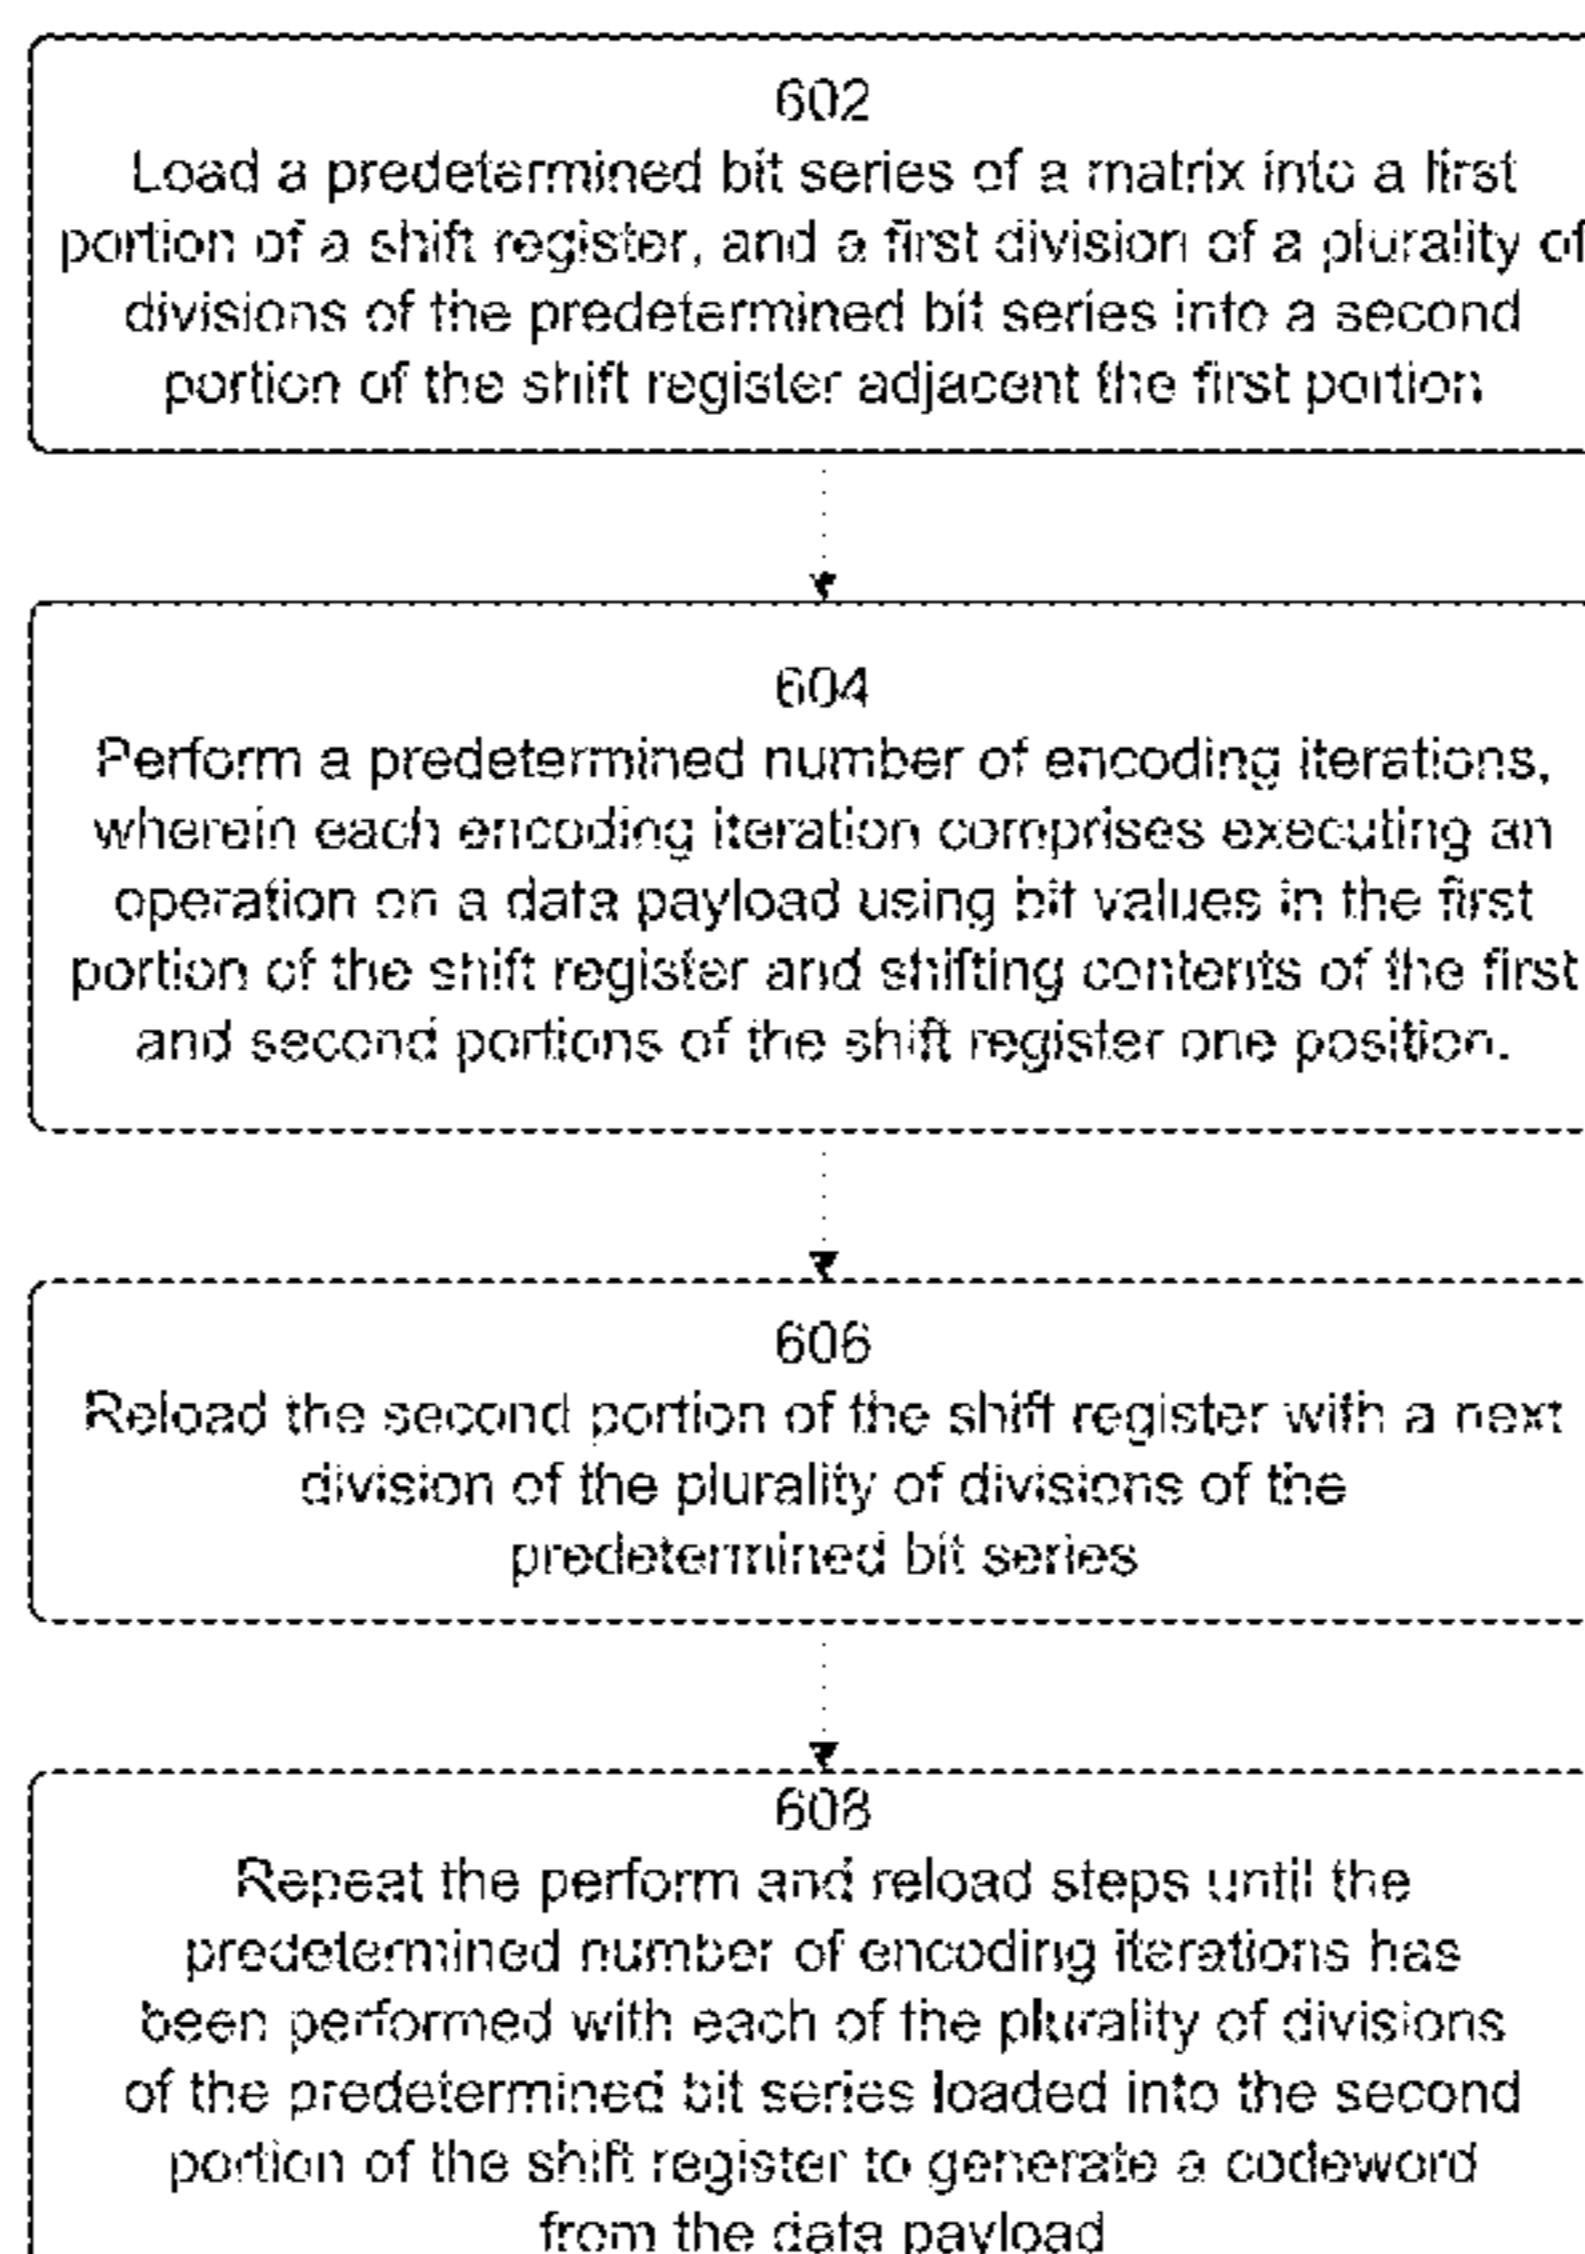 602
Load a predetermined bit series of a matrix into a first
portion of a shift register, and a first division of a plurality of
divisions of the predetermined bit series into a second
portion of the shift register adjacent the first portion
604
Perform a predetermined number of encoding iterations,
wherein each encoding iteration comprises executing an
operation on a data payload using bit values in the first
portion of the shift register and shifting contents of the first
and second portions of the shift register one position.
606
Reload the second portion of the shift register with a next
division of the plurality of divisions of the
predetermined bit series
608
Repeat the perform and reload steps until the
predetermined number of encoding iterations has
been performed with each of the plurality of divisions
of the predetermined bit series loaded into the second
portion of the shift register to generate a codeword
from the data payload